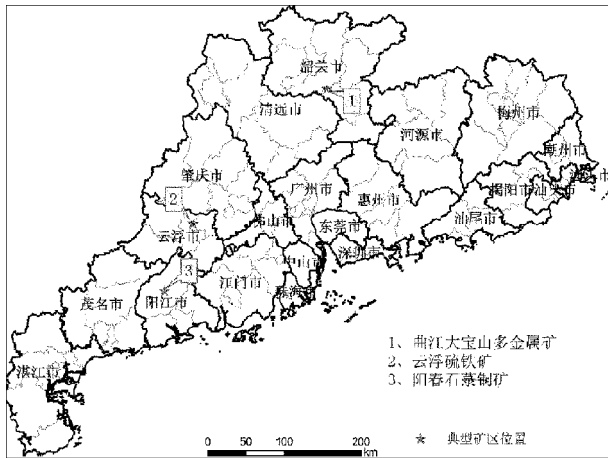 韶关市
1
清远市
梅州市
河源市
潮州市
肇庆市
广州市
惠州市
揭阳市
汕头市
2
云浮市
佛山市
东莞市
汕尾市
深圳市
3
中山市
江门市
茂名市
阳江市
珠海市
湛江市
1、曲江大宝山多金属矿
2、云浮硫铁矿
3、阳春石菉铜矿
典型矿区位置
0 50 100 200
km